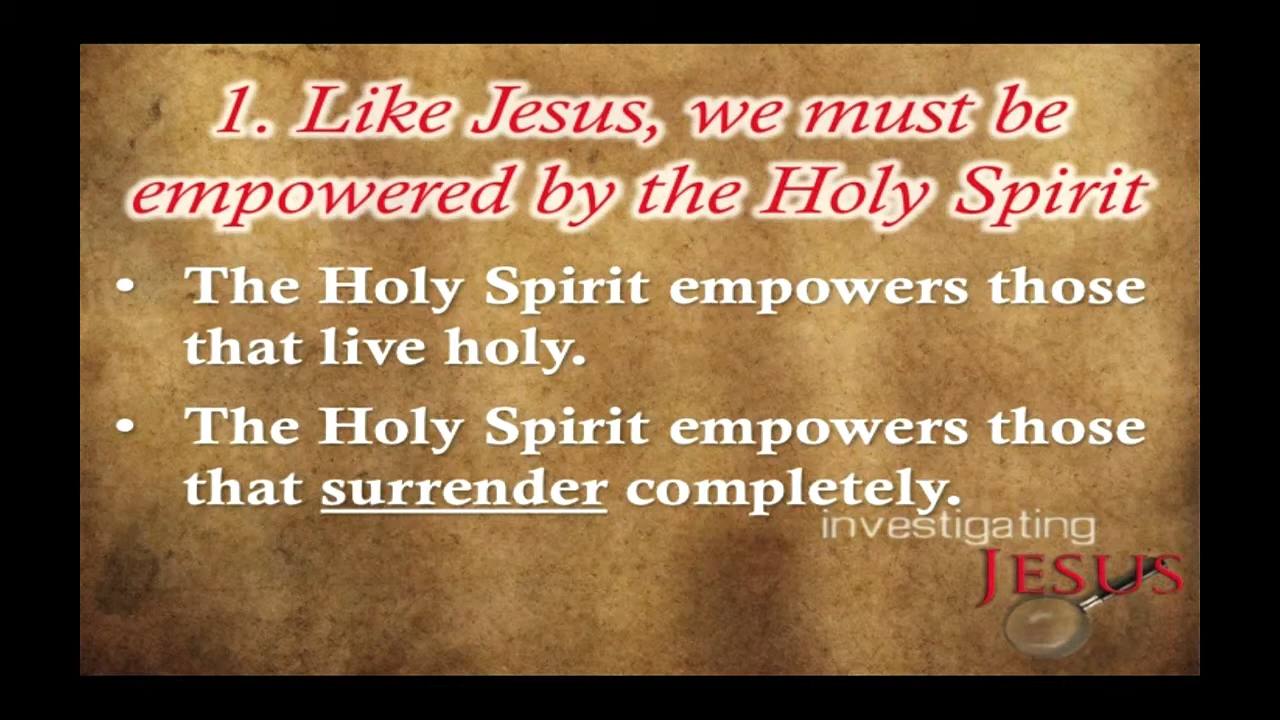 1. Like Jesus, we must be
empowered by the Holy Spirit
• The Holy Spirit empowers those
that live holy.
• The Holy Spirit empowers those
that surrender completely.
investigating
JESUS